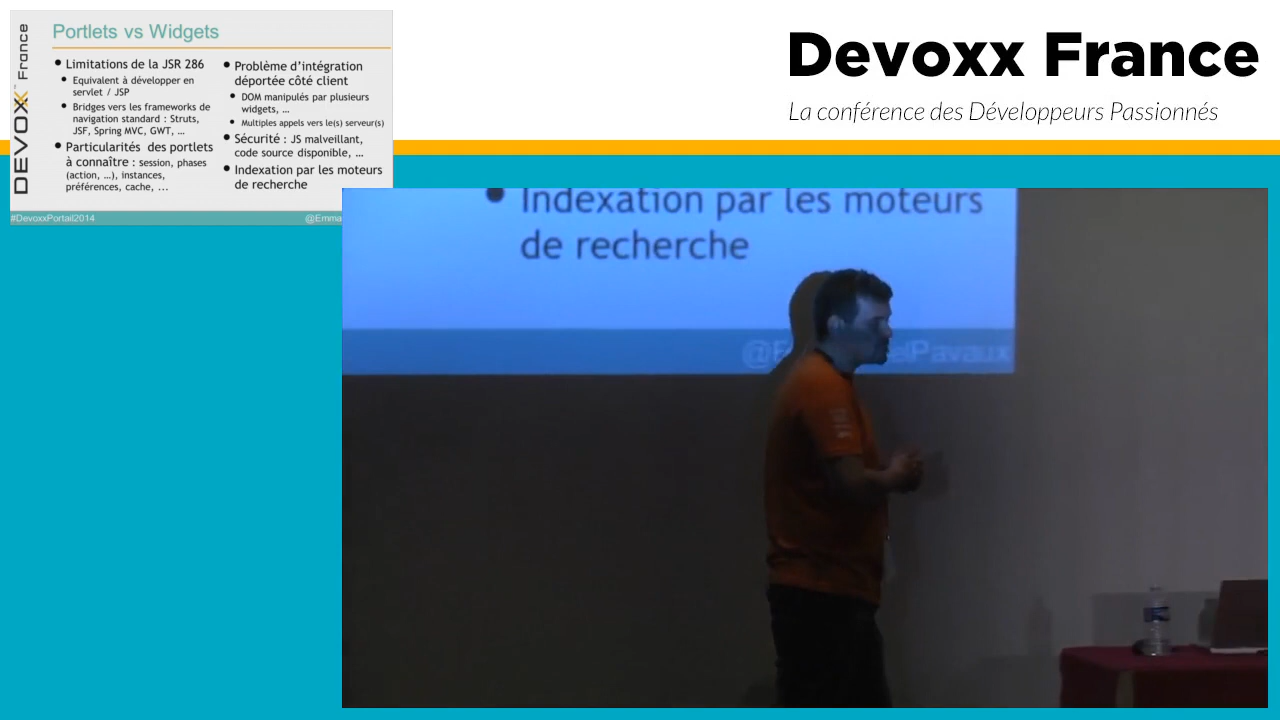 Portlets vs Widgets
DEVOXX™ France
• Limitations de la JSR 286
• Equivalent à développer en
servlet / JSP
• Bridges vers les frameworks de
navigation standard : Struts,
JSF, Spring MVC, GWT, …
• Particularités des portlets
à connaître : session, phases
(action, …), instances,
préférences, cache, …
• Problème d’intégration
déportée côté client
• DOM manipulés par plusieurs
widgets, …
• Multiples appels vers le(s) serveur(s)
• Sécurité : JS malveillant,
code source disponible, …
• Indexation par les moteurs
de recherche
#DevoxxPortail2014
@Emma
Devoxx France
La conférence des Développeurs Passionnés
• Indexation par les moteurs
de recherche
elPavaux